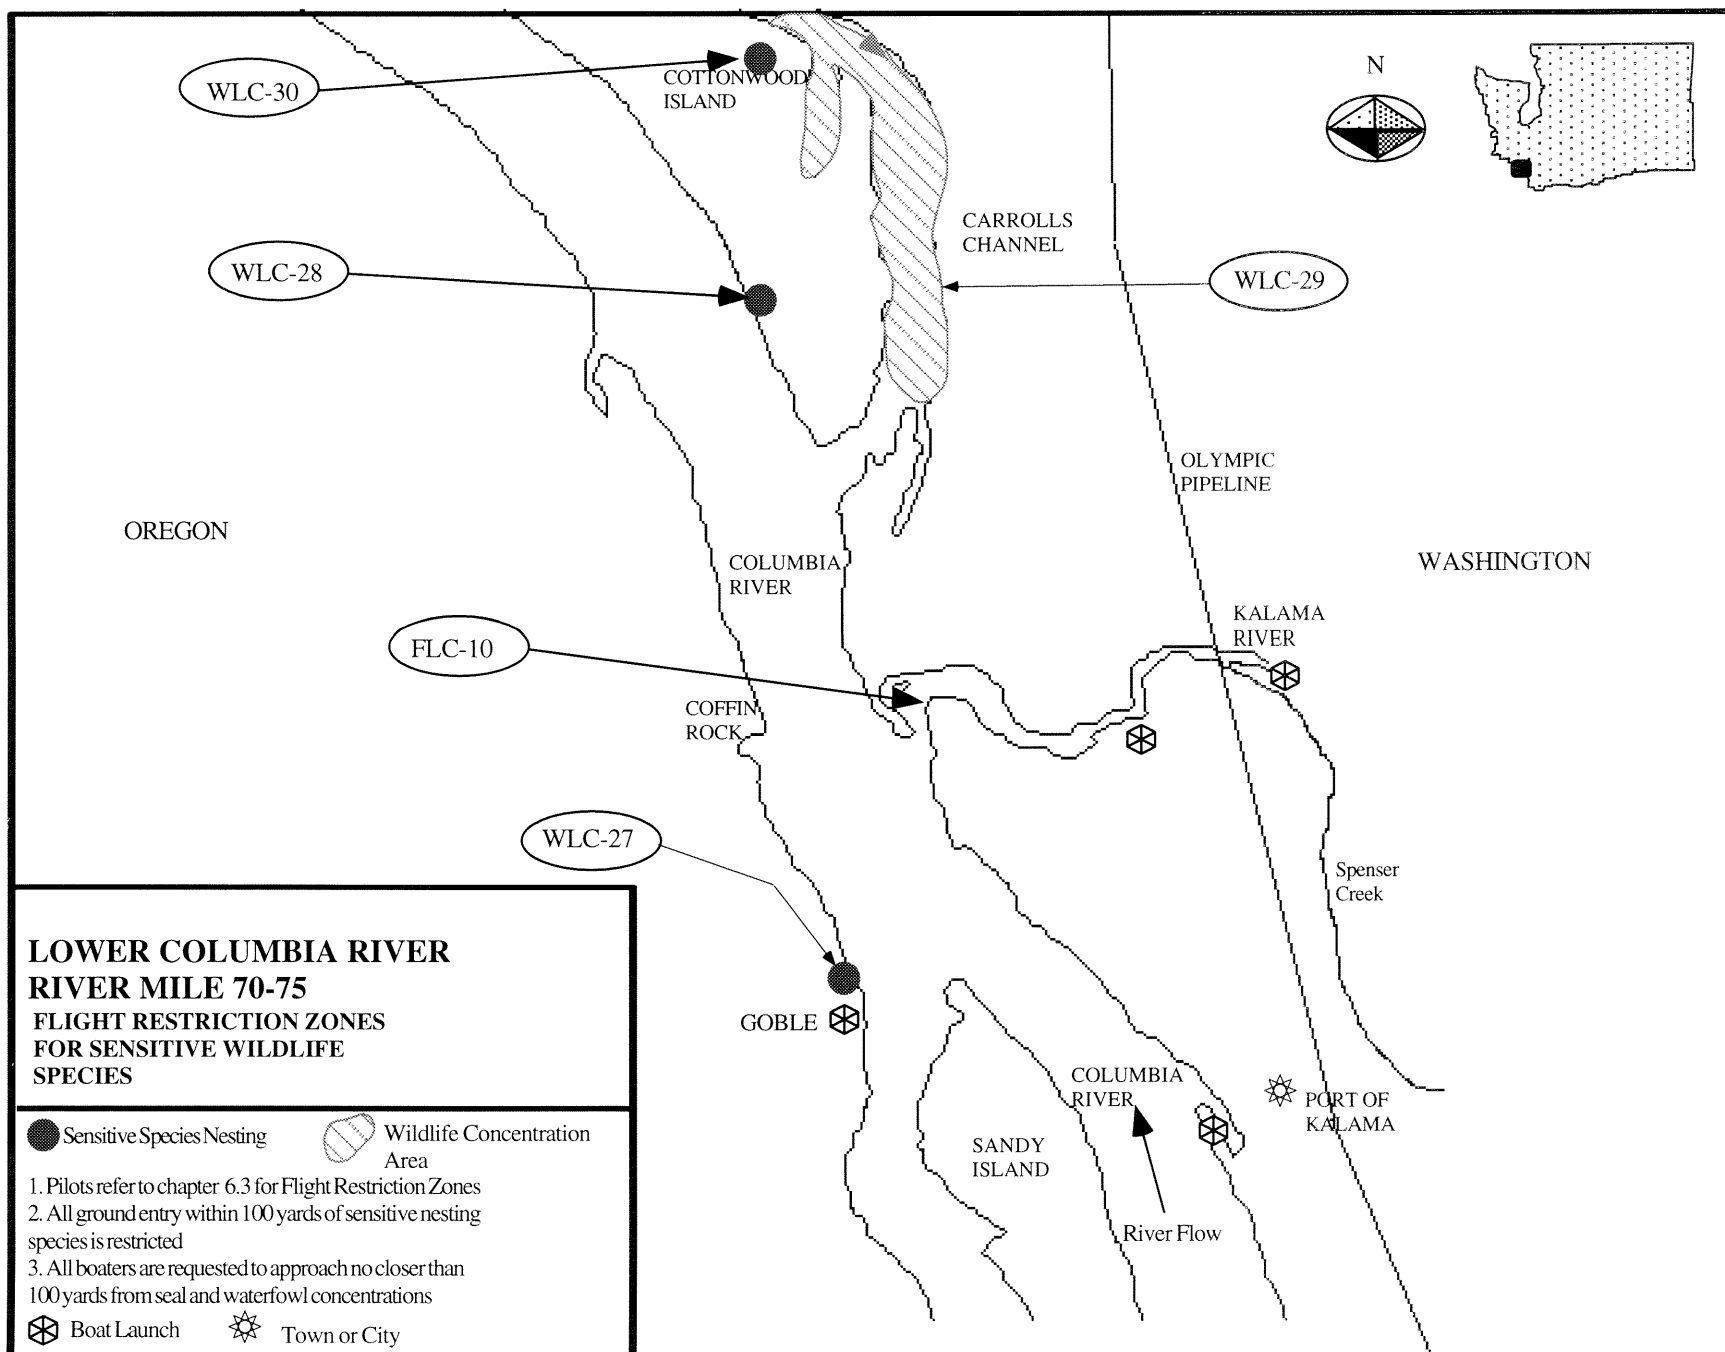 N
WLC-30
COTTONWOOD
ISLAND
CARROLLS
CHANNEL
WLC-28
WLC-29
OLYMPIC
PIPELINE
OREGON
COLUMBIA
RIVER
WASHINGTON
KALAMA
RIVER
FLC-10
COFFIN
ROCK
WLC-27
Spenser
Creek
GOBLE
COLUMBIA
RIVER
PORT OF
KALAMA
SANDY
ISLAND
River Flow
LOWER COLUMBIA RIVER
RIVER MILE 70-75
FLIGHT RESTRICTION ZONES
FOR SENSITIVE WILDLIFE
SPECIES
Sensitive Species Nesting
Wildlife Concentration
Area
1. Pilots refer to chapter 6.3 for Flight Restriction Zones
2. All ground entry within 100 yards of sensitive nesting
species is restricted
3. All boaters are requested to approach no closer than
100 yards from seal and waterfowl concentrations
Boat Launch
Town or City